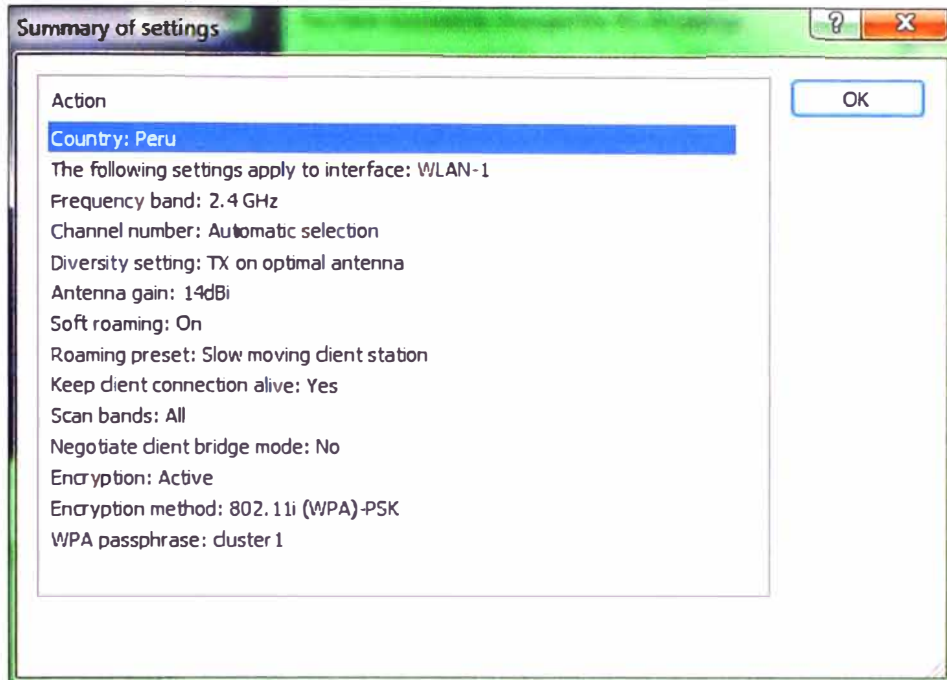 Summary of settings
Action
OK
Country: Peru
The following settings apply to interface: WLAN-1
Frequency band: 2.4 GHz
Channel number: Automatic selection
Diversity setting: TX on optimal antenna
Antenna gain: 14dBi
Soft roaming: On
Roaming preset: Slow moving client station
Keep client connection alive: Yes
Scan bands: All
Negotiate client bridge mode: No
Encryption: Active
Encryption method: 802.11i (WPA)-PSK
WPA passphrase: cluster1